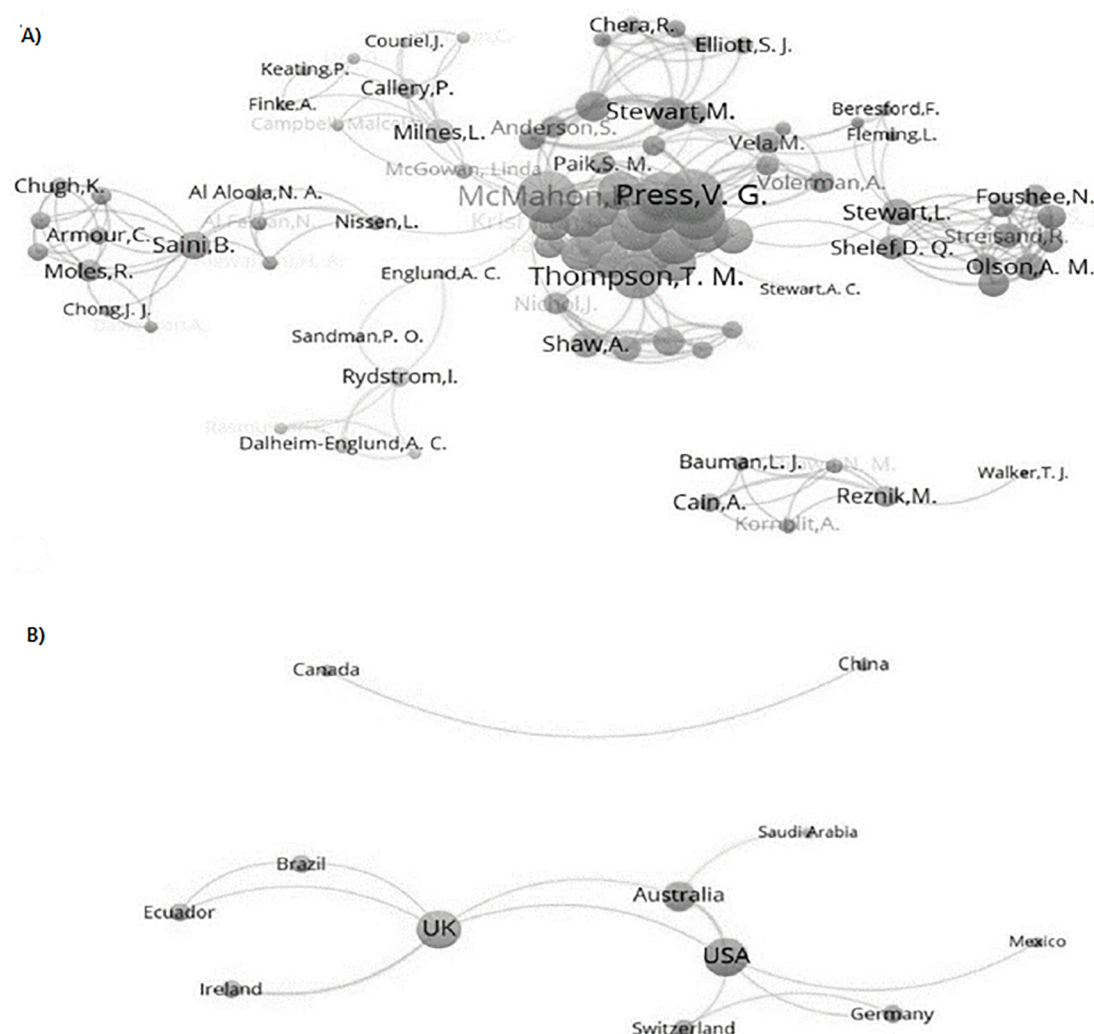 A)
Couriel,J.
Keating,P.
Callery,P.
Finke,A.
Milnes,L.
McGowan, Linda
Chera,R.
Elliott,S. J.
Stewart,M.
Anderson,S.
Paik,S. M.
Vela,M.
Volerman,A.
Beresford,F.
Fleming,L.
McMahon,
Press,V. G.
Thompson,T. M.
Nichol,J.
Shaw,A.
Stewart,L.
Shelef,D. Q.
Stewart,A. C.
Foushee,N.
Streisand,R.
Olson,A. M.
Chugh,K.
Al Aloola,N. A.
Nissen,L.
Armour,C.
Saini,B.
Moles,R.
Chong,J. J.
Englund,A. C.
Sandman,P. O.
Rydstrom,I.
Dalheim-Englund,A. C.
Bauman,L. J.
Walker,T. J.
Cain,A.
Reznik,M.
Kornblit,A.
B)
Canada
China
Saudi Arabia
Brazil
Australia
Ecuador
UK
USA
Mexico
Ireland
Germany
Switzerland